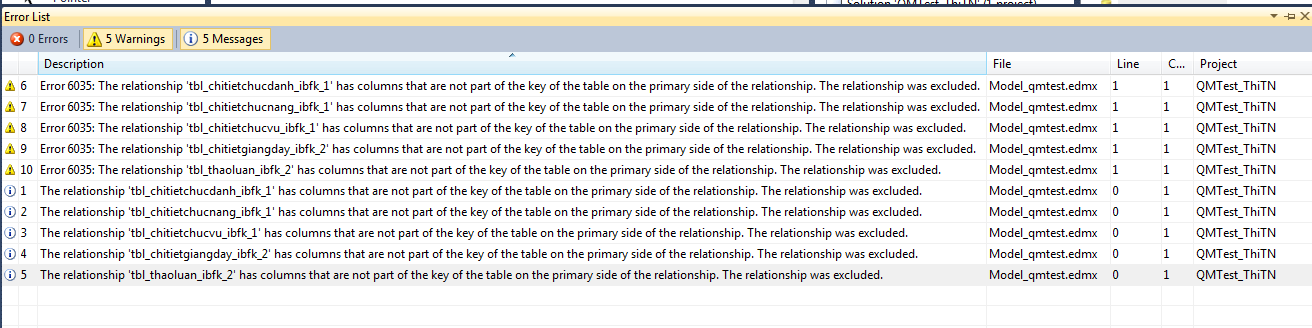 Pointer
Solution 'QMTest_ThiTN' (1 project)
Error List
0 Errors 5 Warnings 5 Messages
Description File Line C... Project
6 Error 6035: The relationship 'tbl_chitietchucdanh_ibfk_1' has columns that are not part of the key of the table on the primary side of the relationship. The relationship was excluded. Model_qmtest.edmx 1 1 QMTest_ThiTN
7 Error 6035: The relationship 'tbl_chitietchucnang_ibfk_1' has columns that are not part of the key of the table on the primary side of the relationship. The relationship was excluded. Model_qmtest.edmx 1 1 QMTest_ThiTN
8 Error 6035: The relationship 'tbl_chitietchucvu_ibfk_1' has columns that are not part of the key of the table on the primary side of the relationship. The relationship was excluded. Model_qmtest.edmx 1 1 QMTest_ThiTN
9 Error 6035: The relationship 'tbl_chitietgiangday_ibfk_2' has columns that are not part of the key of the table on the primary side of the relationship. The relationship was excluded. Model_qmtest.edmx 1 1 QMTest_ThiTN
10 Error 6035: The relationship 'tbl_thaoluan_ibfk_2' has columns that are not part of the key of the table on the primary side of the relationship. The relationship was excluded. Model_qmtest.edmx 1 1 QMTest_ThiTN
1 The relationship 'tbl_chitietchucdanh_ibfk_1' has columns that are not part of the key of the table on the primary side of the relationship. The relationship was excluded. Model_qmtest.edmx 0 1 QMTest_ThiTN
2 The relationship 'tbl_chitietchucnang_ibfk_1' has columns that are not part of the key of the table on the primary side of the relationship. The relationship was excluded. Model_qmtest.edmx 0 1 QMTest_ThiTN
3 The relationship 'tbl_chitietchucvu_ibfk_1' has columns that are not part of the key of the table on the primary side of the relationship. The relationship was excluded. Model_qmtest.edmx 0 1 QMTest_ThiTN
4 The relationship 'tbl_chitietgiangday_ibfk_2' has columns that are not part of the key of the table on the primary side of the relationship. The relationship was excluded. Model_qmtest.edmx 0 1 QMTest_ThiTN
5 The relationship 'tbl_thaoluan_ibfk_2' has columns that are not part of the key of the table on the primary side of the relationship. The relationship was excluded. Model_qmtest.edmx 0 1 QMTest_ThiTN